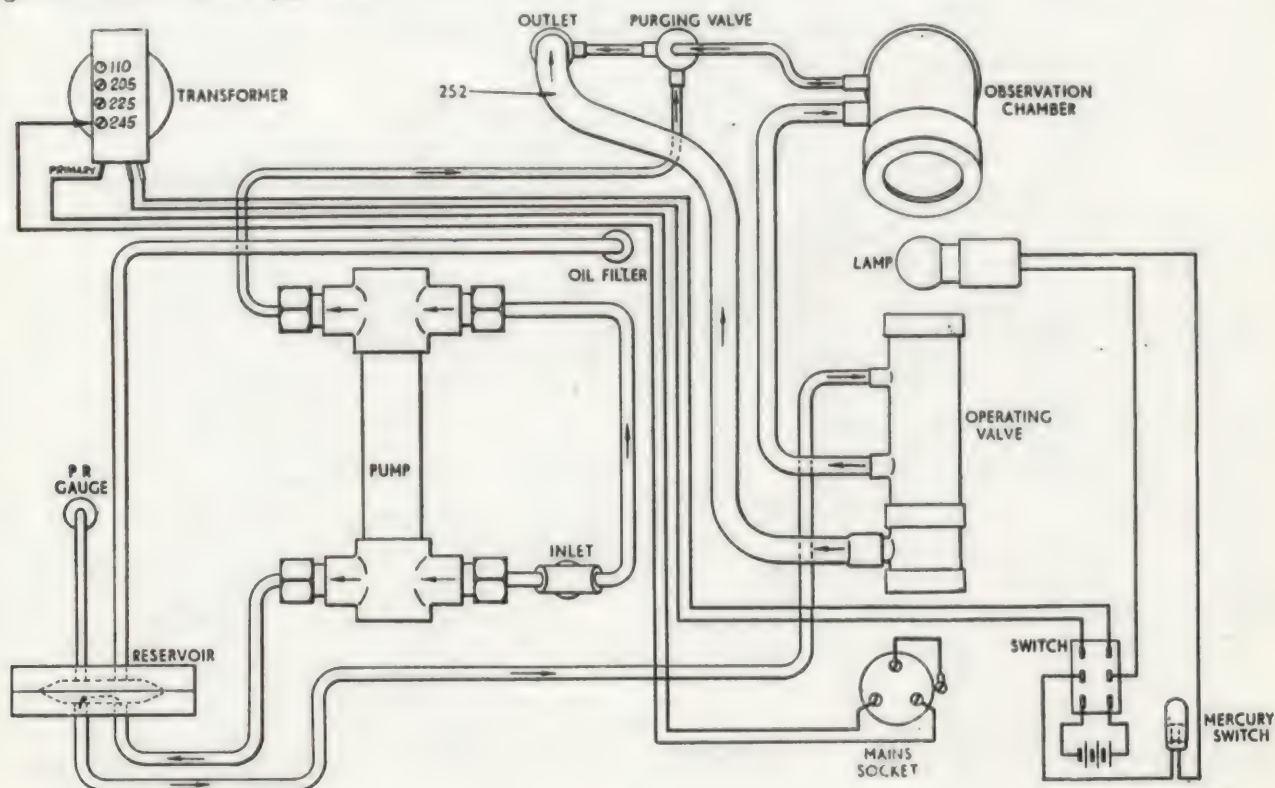 OUTLET
PURGING VALVE
110
205
225
245
TRANSFORMER
252
OBSERVATION
CHAMBER
PRIMARY
OIL FILLER
LAMP
OPERATING
VALVE
P R
GAUGE
PUMP
INLET
RESERVOIR
SWITCH
MERCURY
SWITCH
MAINS
SOCKET